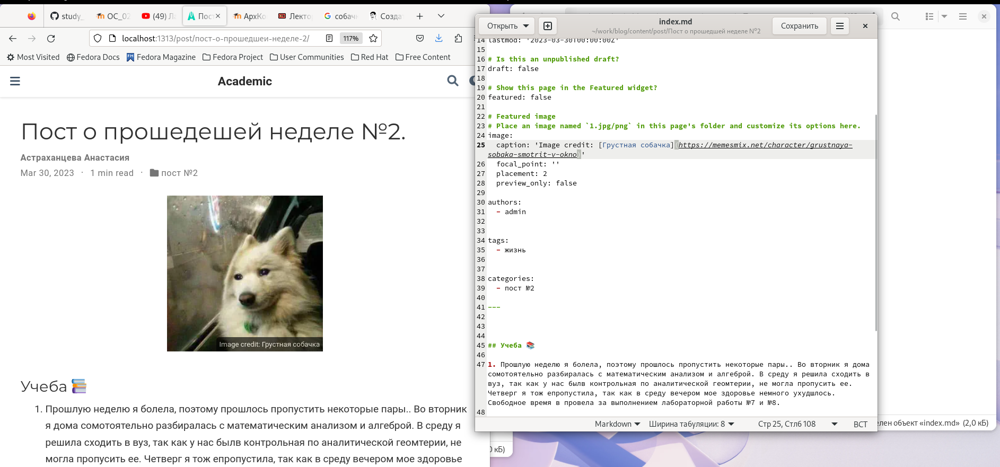 study_
ОС_02
(49) Ла
Пост
АрхКо
Лекто
собач
Созда
localhost:1313/post/пост-о-прошедшей-неделе-2/
117%
Most Visited
Fedora Docs
Fedora Magazine
Fedora Project
User Communities
Red Hat
Free Content
Academic
Пост о прошедешей неделе №2.
Астраханцева Анастасия
Mar 30, 2023 · 1 min read · пост №2
Image credit: Грустная собачка
Учеба 📚
1. Прошлую неделю я болела, поэтому прошлось пропустить некоторые пары.. Во вторник
я дома сомотоятельно разбиралась с математическим анализом и алгеброй. В среду я
решила сходить в вуз, так как у нас былв контрольная по аналитической геомтерии, не
могла пропусить ее. Четверг я тож епропустила, так как в среду вечером мое здоровье
Открыть
index.md
~/work/blog/content/post/Пост о прошедшей неделе №2
Сохранить
14 lastmod: '2023-03-30T00:00:00Z'
15
16 # Is this an unpublished draft?
17 draft: false
18
19 # Show this page in the Featured widget?
20 featured: false
21
22 # Featured image
23 # Place an image named `1.jpg/png` in this page's folder and customize its options here.
24 image:
25   caption: 'Image credit: [Грустная собачка](https://memesmix.net/character/grustnaya-
sobaka-smotrit-v-okno)'
26   focal_point: ''
27   placement: 2
28   preview_only: false
29
30 authors:
31   - admin
32
33
34 tags:
35   - жизнь
36
37
38 categories:
39   - пост №2
40
41 ---
42
43
44
45 ## Учеба 📚
46
47 1. Прошлую неделю я болела, поэтому прошлось пропустить некоторые пары.. Во вторник я дома
сомотоятельно разбиралась с математическим анализом и алгеброй. В среду я решила сходить в
вуз, так как у нас былв контрольная по аналитической геомтерии, не могла пропусить ее.
Четверг я тож епропустила, так как в среду вечером мое здоровье немного ухудшлось.
Свободное время в провела за выполнением лабораторной работы №7 и №8.
48
Markdown
Ширина табуляции: 8
Стр 25, Стлб 108
ВСТ
елен объект «index.md» (2,0 кБ)
0 кБ)